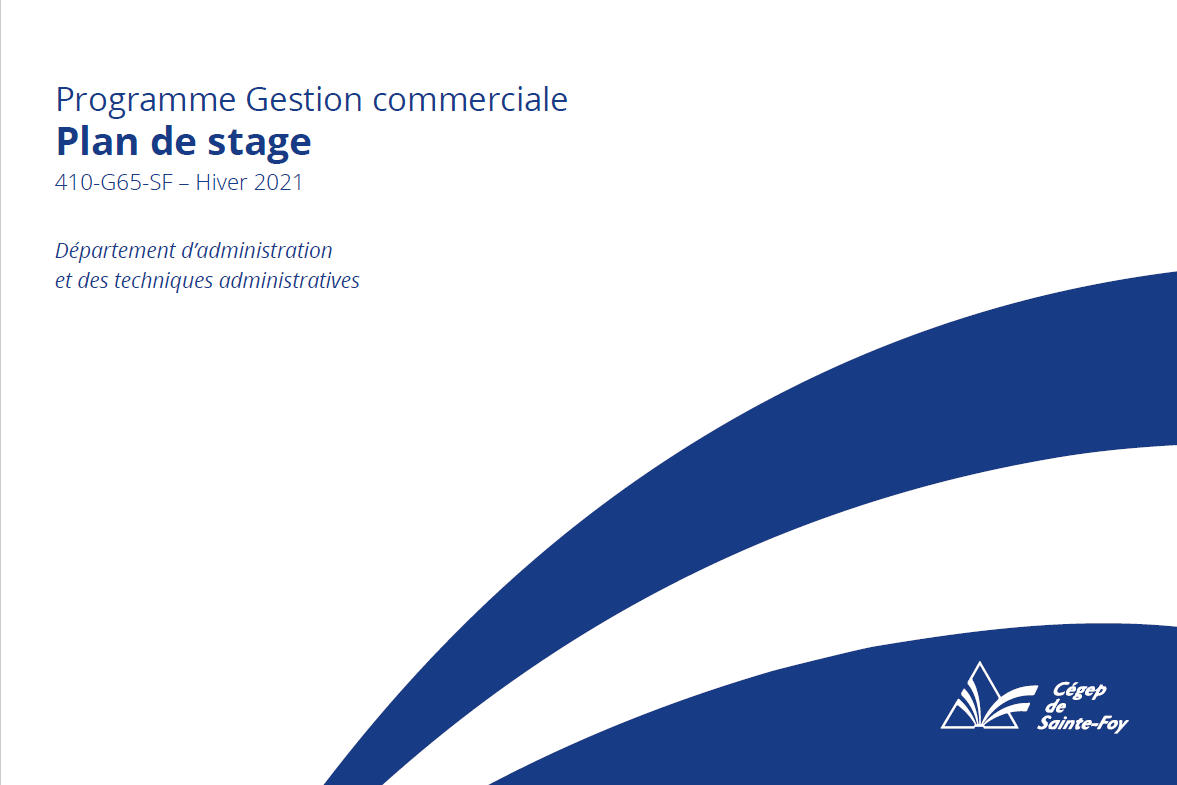 Programme Gestion commerciale
Plan de stage
410-G65-SF – Hiver 2021
Département d'administration
et des techniques administratives
Cégep
de
Sainte-Foy